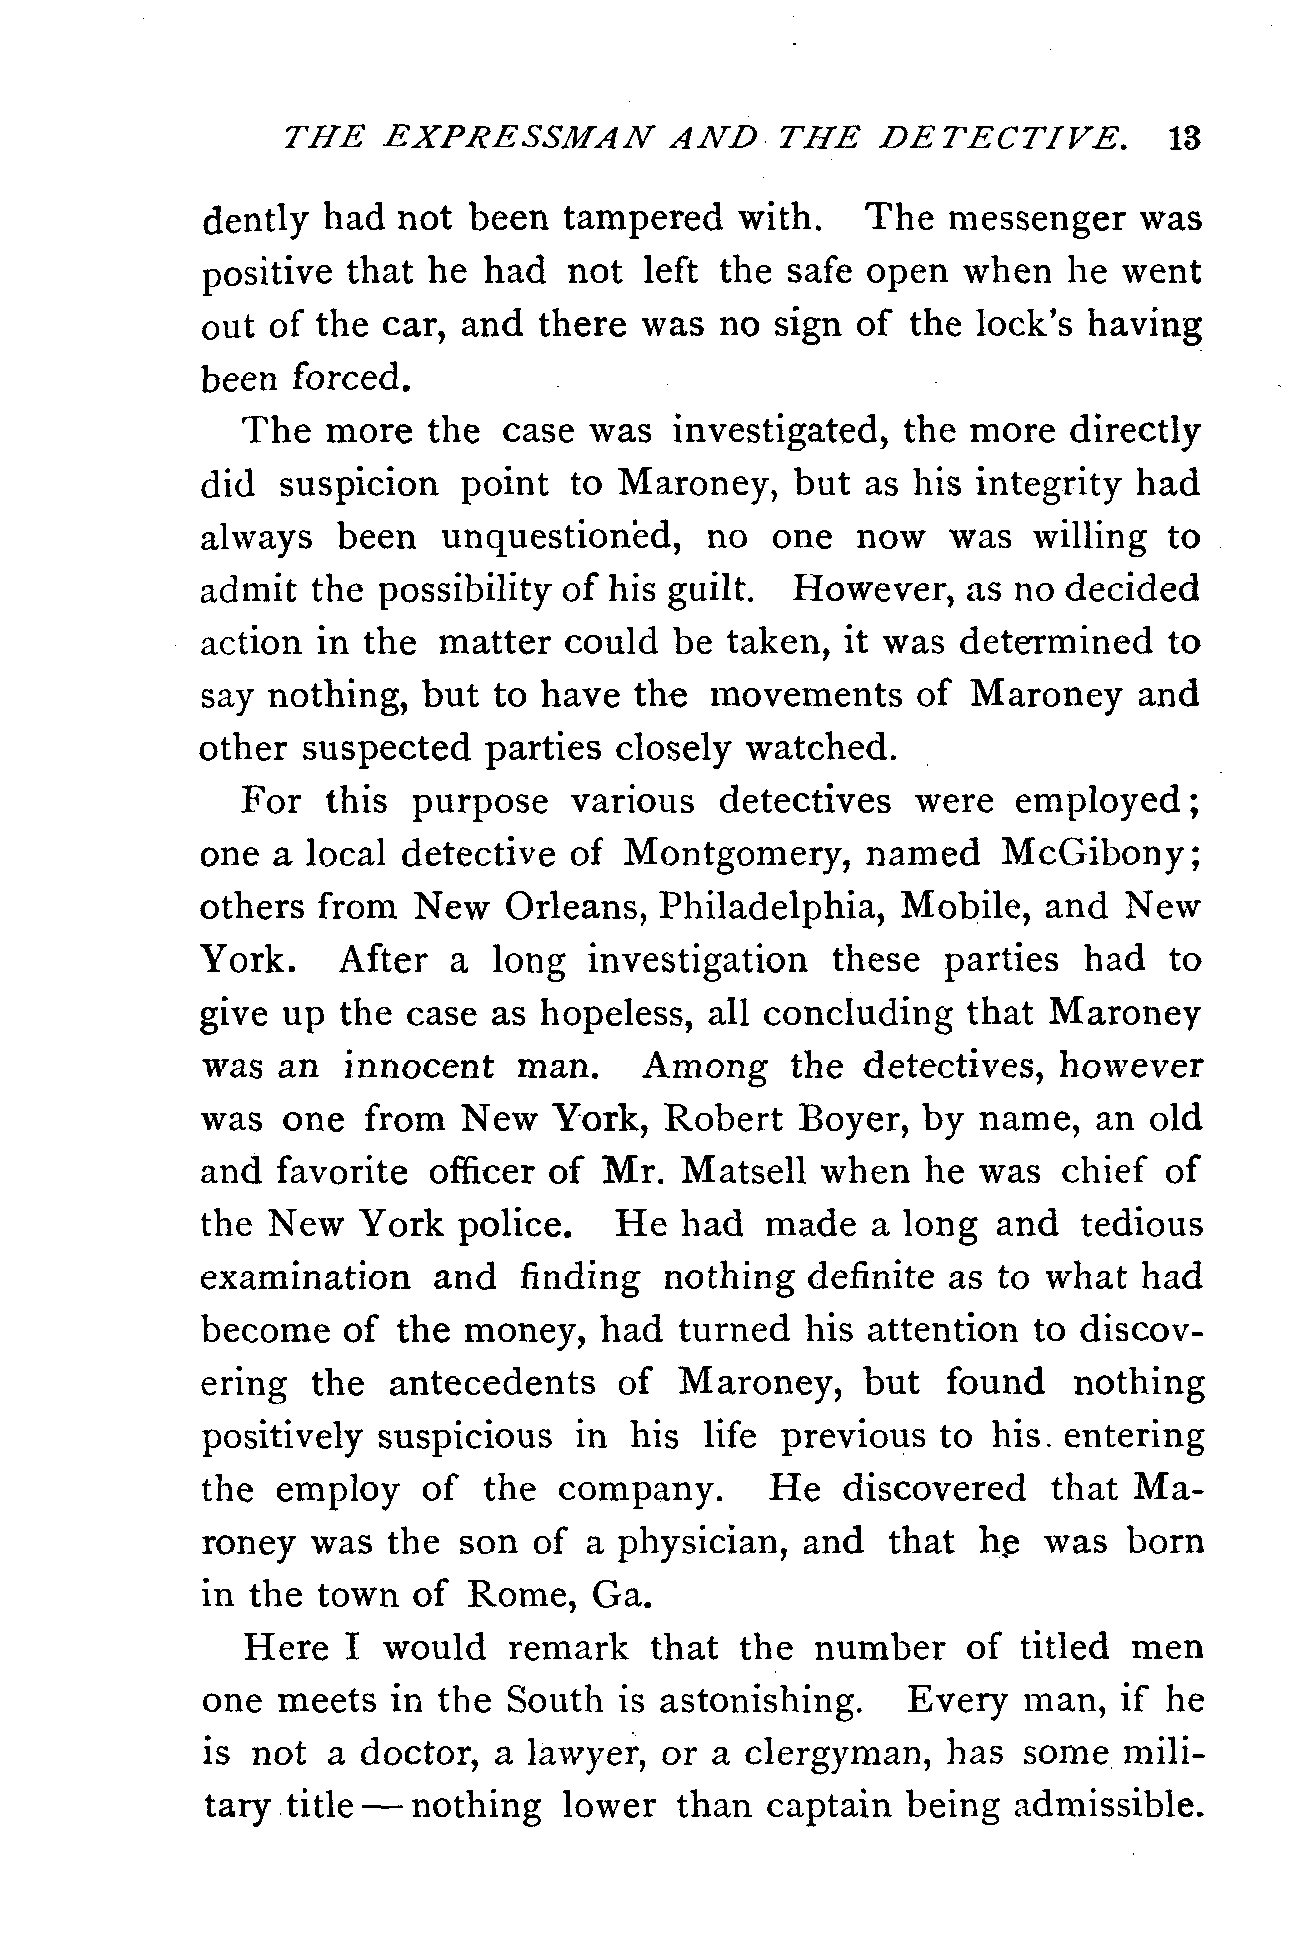 THE EXPRESSMAN AND THE DETECTIVE. 13
dently had not been tampered with. The messenger was
positive that he had not left the safe open when he went
out of the car, and there was no sign of the lock's having
been forced.
The more the case was investigated, the more directly
did suspicion point to Maroney, but as his integrity had
always been unquestioned, no one now was willing to
admit the possibility of his guilt. However, as no decided
action in the matter could be taken, it was determined to
say nothing, but to have the movements of Maroney and
other suspected parties closely watched.
For this purpose various detectives were employed;
one a local detective of Montgomery, named McGibony;
others from New Orleans, Philadelphia, Mobile, and New
York. After a long investigation these parties had to
give up the case as hopeless, all concluding that Maroney
was an innocent man. Among the detectives, however
was one from New York, Robert Boyer, by name, an old
and favorite officer of Mr. Matsell when he was chief of
the New York police. He had made a long and tedious
examination and finding nothing definite as to what had
become of the money, had turned his attention to discov-
ering the antecedents of Maroney, but found nothing
positively suspicious in his life previous to his entering
the employ of the company. He discovered that Ma-
roney was the son of a physician, and that he was born
in the town of Rome, Ga.
Here I would remark that the number of titled men
one meets in the South is astonishing. Every man, if he
is not a doctor, a lawyer, or a clergyman, has some mili-
tary title — nothing lower than captain being admissible.